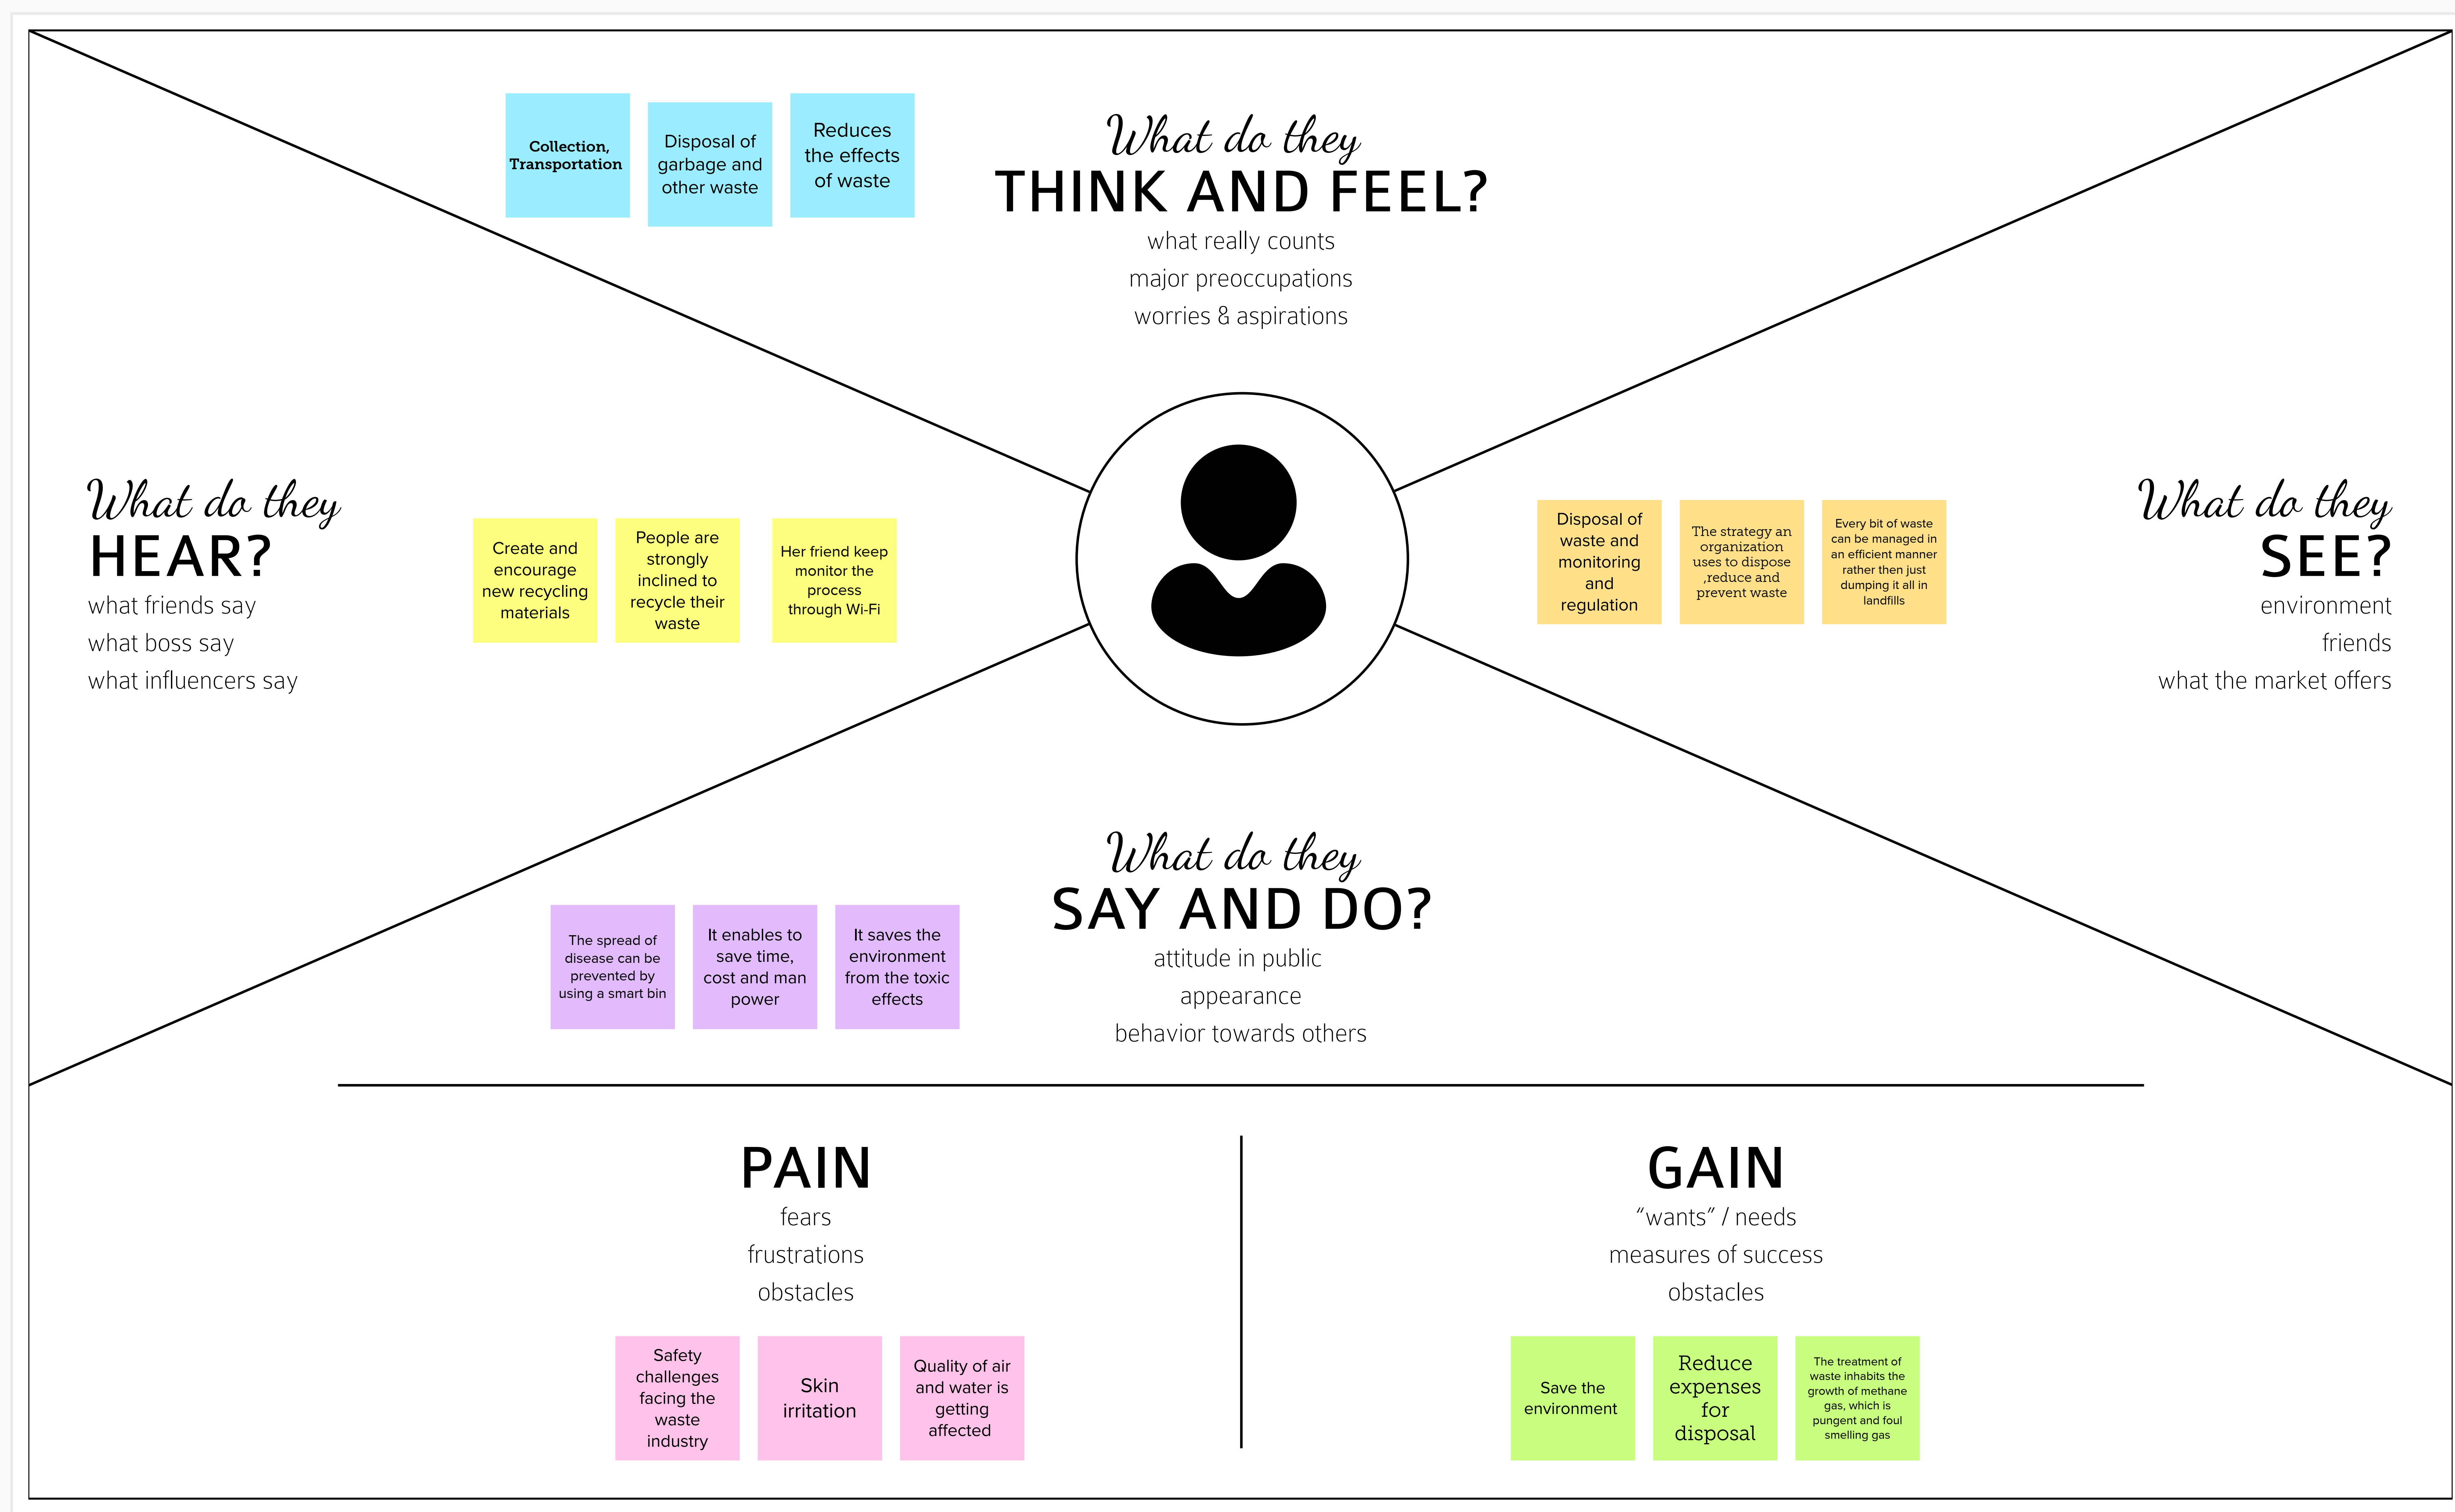 Collection,
Transportation
Disposal of
garbage and
other waste
Reduces
the effects
of waste
What do they
THINK AND FEEL?
what really counts
major preoccupations
worries & aspirations
What do they
HEAR?
what friends say
what boss say
what influencers say
Create and
encourage
new recycling
materials
People are
strongly
inclined to
recycle their
waste
Her friend keep
monitor the
process
through Wi-Fi
Disposal of
waste and
monitoring
and
regulation
The strategy an
organization
uses to dispose
,reduce and
prevent waste
Every bit of waste
can be managed in
an efficient manner
rather then just
dumping it all in
landfills
What do they
SEE?
environment
friends
what the market offers
What do they
SAY AND DO?
attitude in public
appearance
behavior towards others
The spread of
disease can be
prevented by
using a smart bin
It enables to
save time,
cost and man
power
It saves the
environment
from the toxic
effects
PAIN
fears
frustrations
obstacles
Safety
challenges
facing the
waste
industry
Skin
irritation
Quality of air
and water is
getting
affected
GAIN
“wants” / needs
measures of success
obstacles
Save the
environment
Reduce
expenses
for
disposal
The treatment of
waste inhabits the
growth of methane
gas, which is
pungent and foul
smelling gas